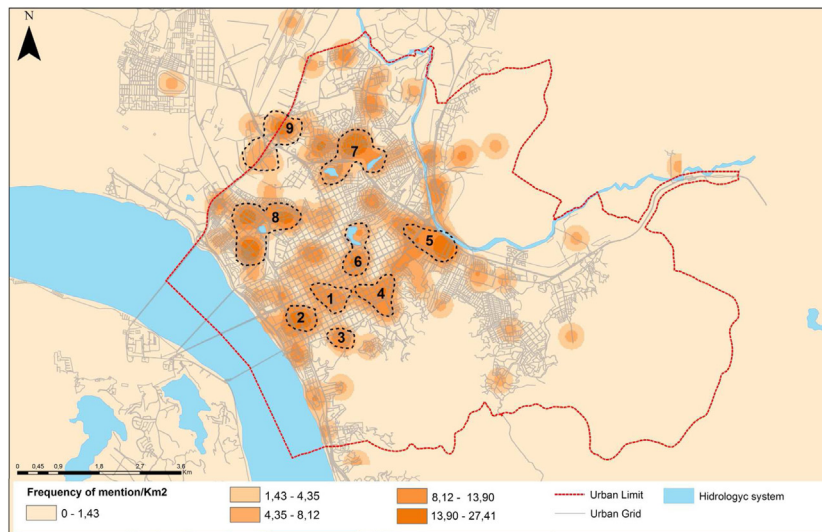 N
9
7
8
5
6
1
4
2
3
0 0,45 0,9 1,8 2,7 3,6
Km
Frequency of mention/Km2
0 - 1,43
1,43 - 4,35
4,35 - 8,12
8,12 - 13,90
13,90 - 27,41
Urban Limit
Urban Grid
Hidrologyc system